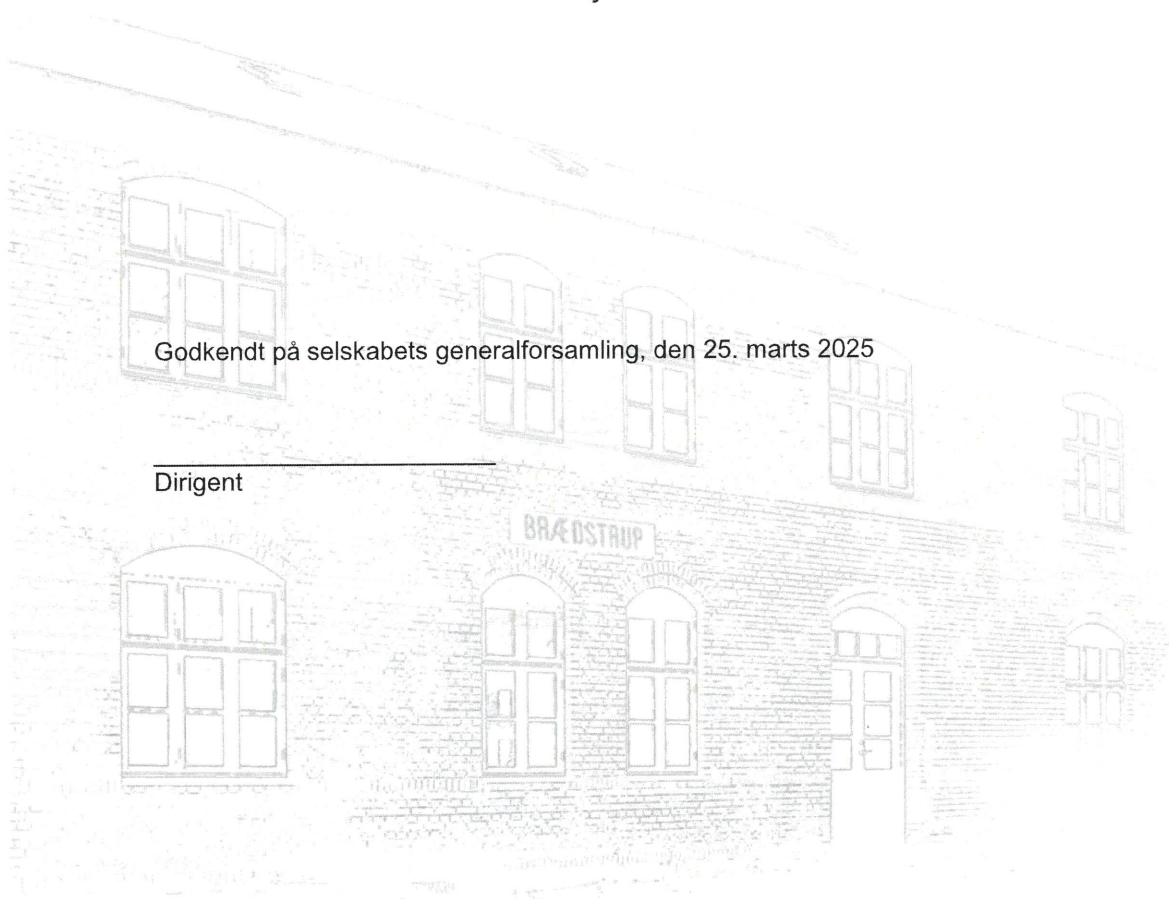 Godkendt på selskabets generalforsamling, den 25. marts 2025
Dirigent
BRÆDSTRUP